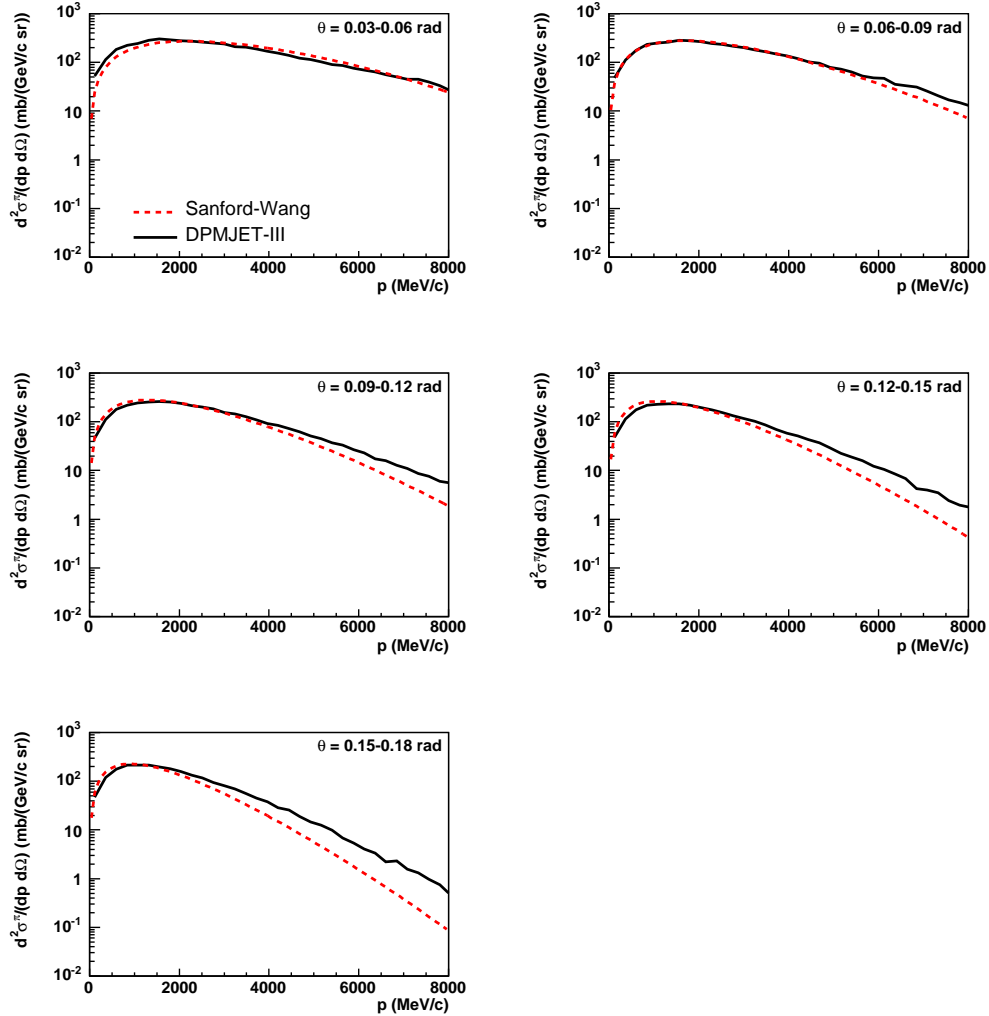 θ = 0.03-0.06 rad
d²σ^π/(dp dΩ) (mb/(GeV/c sr))
10³
10²
10
1
10⁻¹
10⁻²
Sanford-Wang
DPMJET-III
0 2000 4000 6000 8000
p (MeV/c)
θ = 0.06-0.09 rad
d²σ^π/(dp dΩ) (mb/(GeV/c sr))
10³
10²
10
1
10⁻¹
10⁻²
0 2000 4000 6000 8000
p (MeV/c)
θ = 0.09-0.12 rad
d²σ^π/(dp dΩ) (mb/(GeV/c sr))
10³
10²
10
1
10⁻¹
10⁻²
0 2000 4000 6000 8000
p (MeV/c)
θ = 0.12-0.15 rad
d²σ^π/(dp dΩ) (mb/(GeV/c sr))
10³
10²
10
1
10⁻¹
10⁻²
0 2000 4000 6000 8000
p (MeV/c)
θ = 0.15-0.18 rad
d²σ^π/(dp dΩ) (mb/(GeV/c sr))
10³
10²
10
1
10⁻¹
10⁻²
0 2000 4000 6000 8000
p (MeV/c)